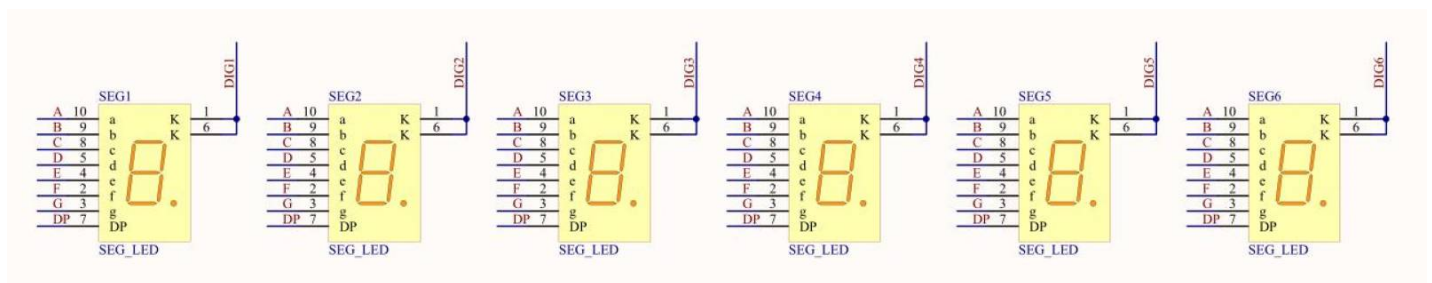 DIG1 DIG2 DIG3 DIG4 DIG5 DIG6
SEG1 SEG2 SEG3 SEG4 SEG5 SEG6
A 10 a K 1 A 10 a K 1 A 10 a K 1 A 10 a K 1 A 10 a K 1 A 10 a K 1
B 9 b K 6 B 9 b K 6 B 9 b K 6 B 9 b K 6 B 9 b K 6 B 9 b K 6
C 8 c C 8 c C 8 c C 8 c C 8 c C 8 c
D 5 d D 5 d D 5 d D 5 d D 5 d D 5 d
E 4 e E 4 e E 4 e E 4 e E 4 e E 4 e
F 2 f F 2 f F 2 f F 2 f F 2 f F 2 f
G 3 g G 3 g G 3 g G 3 g G 3 g G 3 g
DP 7 DP DP 7 DP DP 7 DP DP 7 DP DP 7 DP DP 7 DP
SEG_LED SEG_LED SEG_LED SEG_LED SEG_LED SEG_LED